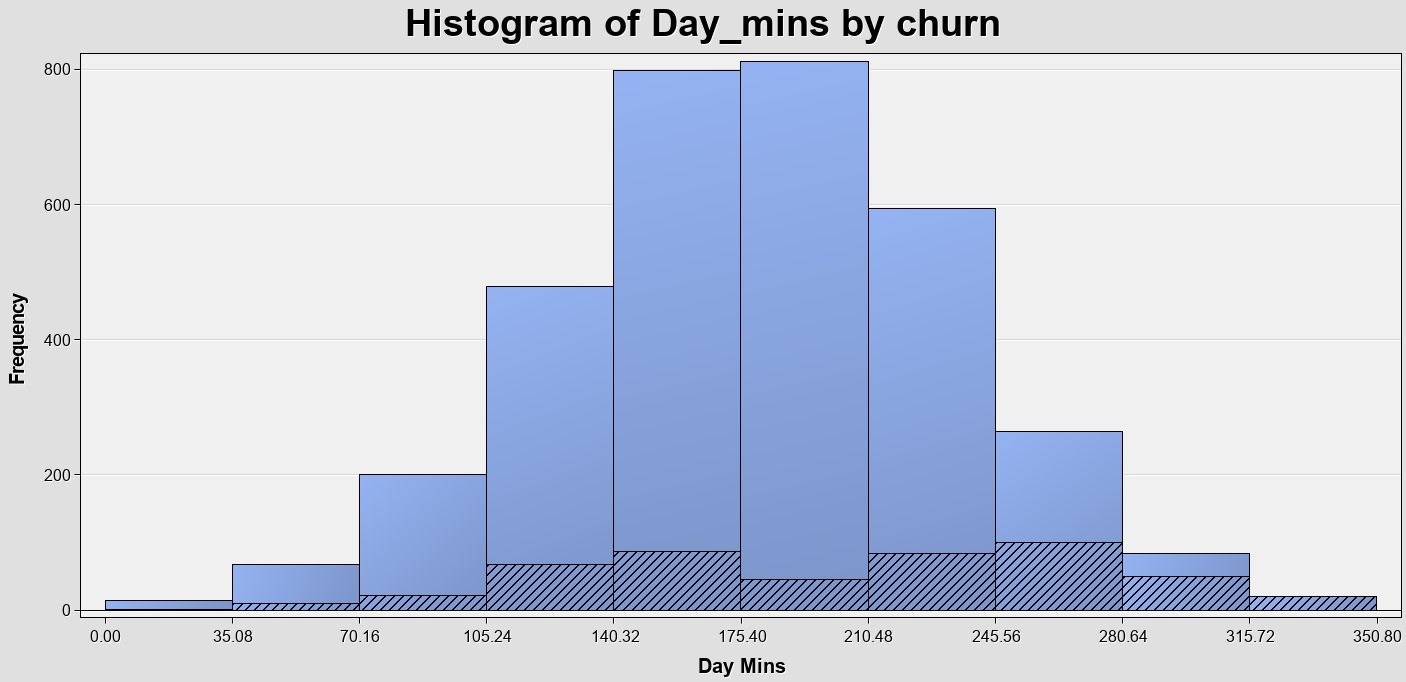 Histogram of Day_mins by churn
800
600
400
200
0
Frequency
0.00 35.08 70.16 105.24 140.32 175.40 210.48 245.56 280.64 315.72 350.80
Day Mins